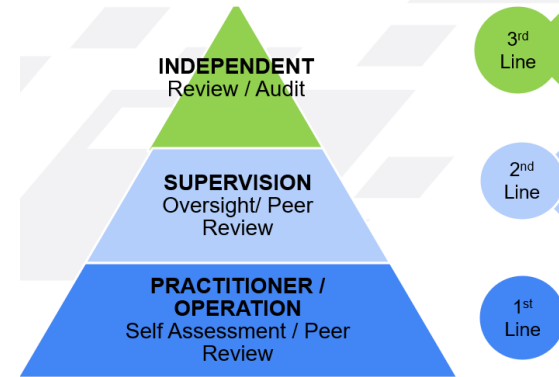 INDEPENDENT
Review / Audit
3rd
Line
SUPERVISION
Oversight/ Peer
Review
2nd
Line
PRACTITIONER /
OPERATION
Self Assessment / Peer
Review
1st
Line